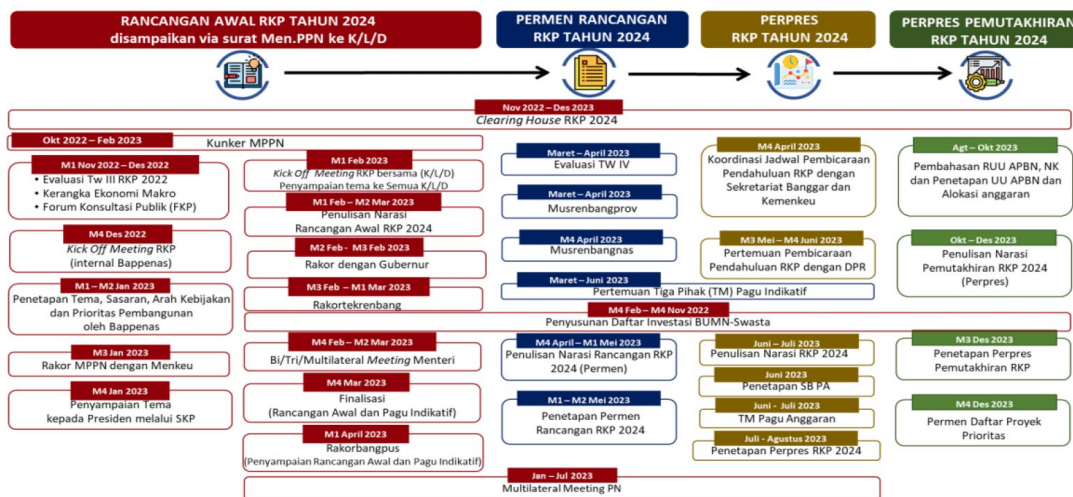 RANCANGAN AWAL RKP TAHUN 2024
disampaikan via surat Men.PPN ke K/L/D
PERMEN RANCANGAN
RKP TAHUN 2024
PERPRES
RKP TAHUN 2024
PERPRES PEMUTAKHIRAN
RKP TAHUN 2024
Nov 2022 – Des 2023
Clearing House RKP 2024
Okt 2022 – Feb 2023
Kunker MPPN
M1 Nov 2022 – Des 2022
• Evaluasi Tw III RKP 2022
• Kerangka Ekonomi Makro
• Forum Konsultasi Publik (FKP)
M4 Des 2022
Kick Off Meeting RKP
(internal Bappenas)
M1 – M2 Jan 2023
Penetapan Tema, Sasaran, Arah Kebijakan
dan Prioritas Pembangunan
oleh Bappenas
M3 Jan 2023
Rakor MPPN dengan Menkeu
M4 Jan 2023
Penyampaian Tema
kepada Presiden melalui SKP
M1 Feb 2023
Kick Off Meeting RKP bersama (K/L/D)
Penyampaian tema ke Semua K/L/D
M1 Feb – M2 Mar 2023
Penulisan Narasi
Rancangan Awal RKP 2024
M2 Feb - M3 Feb 2023
Rakor dengan Gubernur
M3 Feb – M1 Mar 2023
Rakortekrenbang
M4 Feb – M4 Nov 2022
Penyusunan Daftar Investasi BUMN-Swasta
M4 Feb – M2 Mar 2023
Bi/Tri/Multilateral Meeting Menteri
M4 Mar 2023
Finalisasi
(Rancangan Awal dan Pagu Indikatif)
M1 April 2023
Rakorbangpus
(Penyampaian Rancangan Awal dan Pagu Indikatif)
Jan – Jul 2023
Multilateral Meeting PN
Maret – April 2023
Evaluasi TW IV
Maret – April 2023
Musrenbangprov
M4 April 2023
Musrenbangnas
Maret – Juni 2023
Pertemuan Tiga Pihak (TM) Pagu Indikatif
M4 April – M1 Mei 2023
Penulisan Narasi Rancangan RKP
2024 (Permen)
M1 – M2 Mei 2023
Penetapan Permen
Rancangan RKP 2024
M4 April 2023
Koordinasi Jadwal Pembicaraan
Pendahuluan RKP dengan
Sekretariat Banggar dan
Kemenkeu
M3 Mei – M4 Juni 2023
Pertemuan Pembicaraan
Pendahuluan RKP dengan DPR
Juni – Juli 2023
Penulisan Narasi RKP 2024
Juni 2023
Penetapan SB PA
Juni - Juli 2023
TM Pagu Anggaran
Juli - Agustus 2023
Penetapan Perpres RKP 2024
Agt – Okt 2023
Pembahasan RUU APBN, NK
dan Penetapan UU APBN dan
Alokasi anggaran
Okt – Des 2023
Penulisan Narasi
Pemutakhiran RKP 2024
(Perpres)
M3 Des 2023
Penetapan Perpres
Pemutakhiran RKP
M4 Des 2023
Permen Daftar Proyek
Prioritas